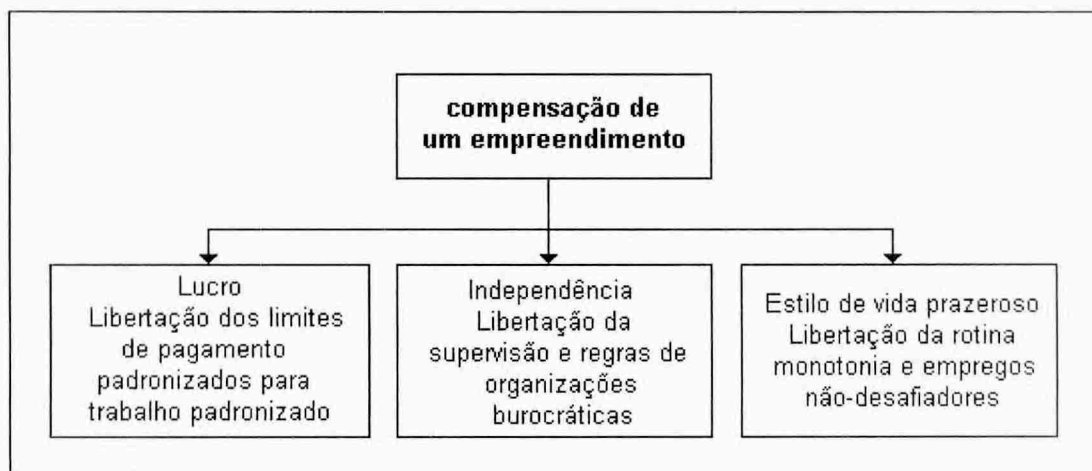 compensação de
um empreendimento
Lucro
Libertação dos limites
de pagamento
padronizados para
trabalho padronizado
Independência
Libertação da
supervisão e regras de
organizações
burocráticas
Estilo de vida prazeroso
Libertação da rotina
monotonia e empregos
não-desafiadores